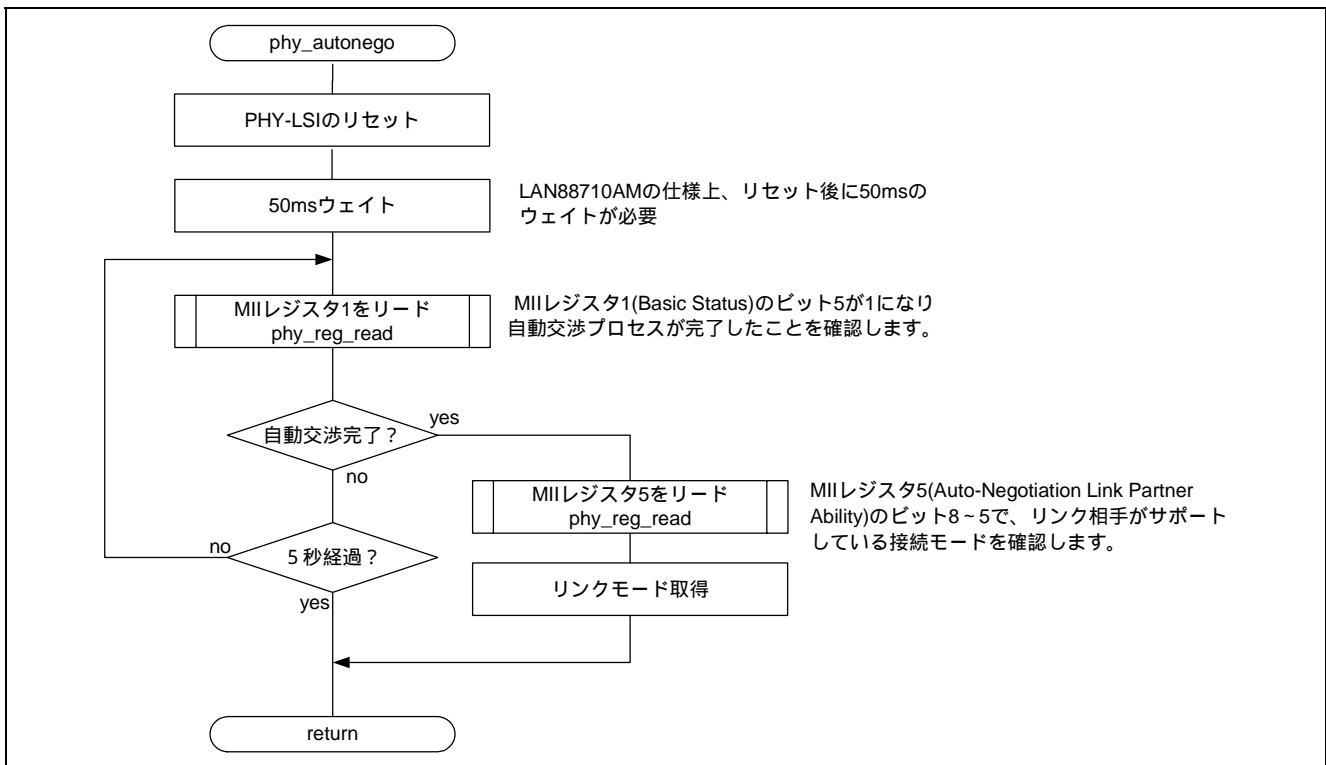 phy_autonego
PHY-LSIのリセット
50msウェイト
LAN88710AMの仕様上、リセット後に50msの
ウェイトが必要
MIIレジスタ1をリード
phy_reg_read
MIIレジスタ1(Basic Status)のビット5が1になり
自動交渉プロセスが完了したことを確認します。
自動交渉完了？
yes
no
MIIレジスタ5をリード
phy_reg_read
MIIレジスタ5(Auto-Negotiation Link Partner
Ability)のビット8～5で、リンク相手がサポート
している接続モードを確認します。
5秒経過？
no
yes
リンクモード取得
return